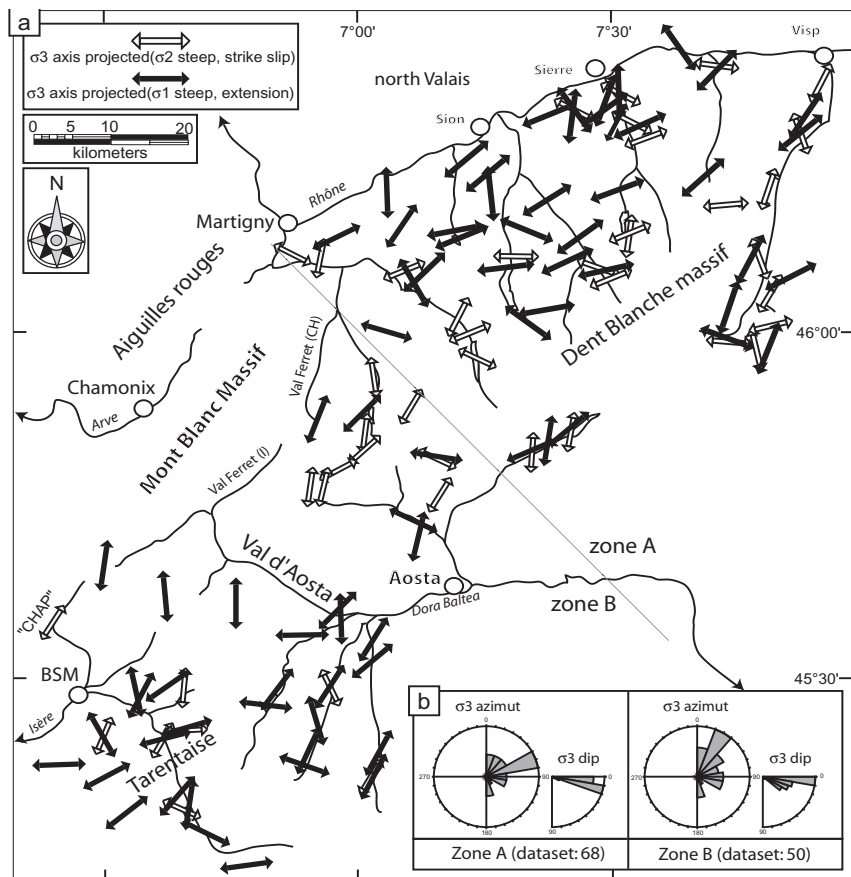 a
7°00'
7°30'
σ3 axis projected(σ2 steep, strike slip)
σ3 axis projected(σ1 steep, extension)
0 5 10 20
kilometers
N
Visp
Sierre
north Valais
Sion
Rhône
Martigny
Aiguilles rouges
Dent Blanche massif
46°00'
Val Ferret (CH)
Chamonix
Arve
Mont Blanc Massif
Val Ferret (I)
zone A
Val d'Aosta
Aosta
zone B
Dora Baltea
"CHAP"
BSM
45°30'
Isère
Tarentaise
b
σ3 azimut
0
270
90
180
σ3 dip
0
90
σ3 azimut
0
270
90
180
σ3 dip
0
90
Zone A (dataset: 68)
Zone B (dataset: 50)